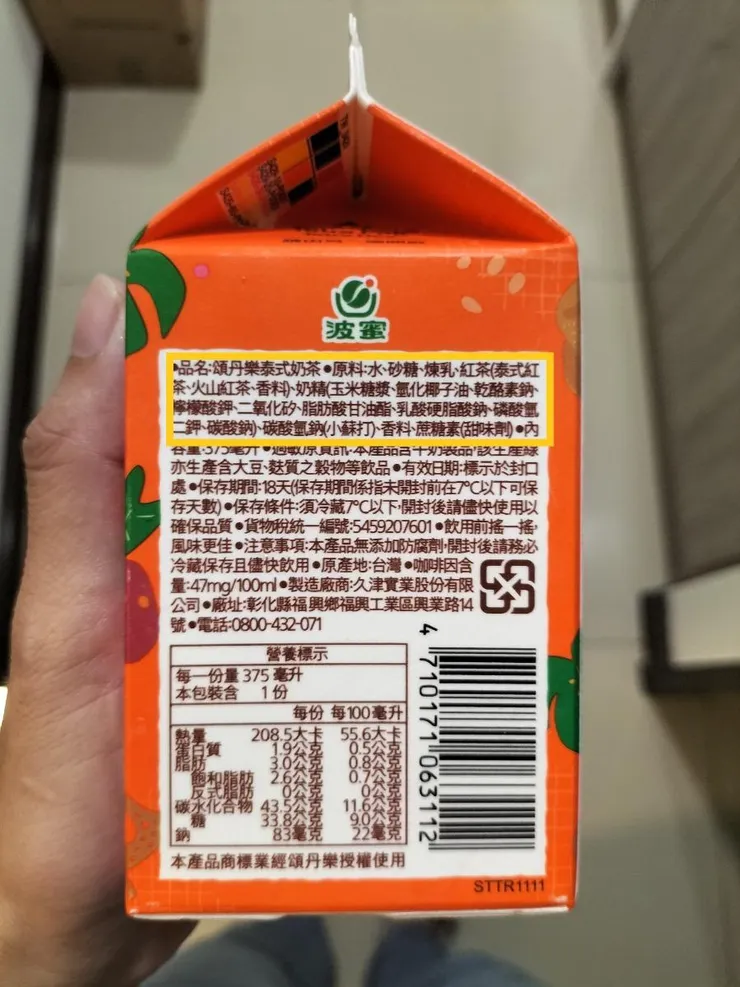 波蜜
●品名:頌丹樂泰式奶茶●原料:水、砂糖、煉乳、紅茶(泰式紅
茶、火山紅茶、香料)、奶精(玉米糖漿、氫化椰子油、乾酪素鈉、
檸檬酸鉀、二氧化矽、脂肪酸甘油酯、乳酸硬脂酸鈉、磷酸氫
二鉀、碳酸鈉)、碳酸氫鈉(小蘇打)、香料、蔗糖素(甜味劑)●內
容量:375毫升●過敏原資訊:本產品含牛奶製品,該生產線
亦生產含大豆、麩質之穀物等飲品●有效日期:標示於封口
處●保存期間:18天(保存期間係指未開封前在7°C以下可保
存天數)●保存條件:須冷藏7°C以下,開封後請儘快使用以
確保品質●貨物稅統一編號:5459207601●飲用前搖一搖,
風味更佳●注意事項:本產品無添加防腐劑,開封後請務必
冷藏保存且儘快飲用●原產地:台灣●咖啡因含
量:47mg/100ml●製造廠商:久津實業股份有限
公司●廠址:彰化縣福興鄉福興工業區興業路14
號●電話:0800-432-071
營養標示
每一份量 375 毫升
本包裝含 1 份
每份 每100毫升
熱量 208.5大卡 55.6大卡
蛋白質 1.9公克 0.5公克
脂肪 3.0公克 0.8公克
飽和脂肪 2.6公克 0.7公克
反式脂肪 0公克 0公克
碳水化合物 43.5公克 11.6公克
糖 33.8公克 9.0公克
鈉 83毫克 22毫克
本產品商標業經頌丹樂授權使用
4 710171 063112
STTR1111